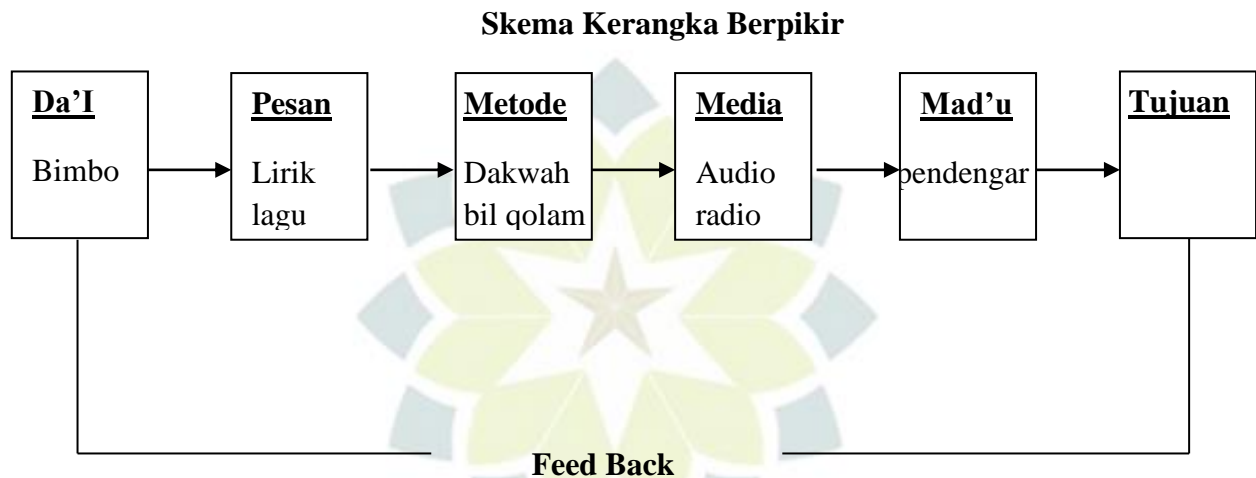 Skema Kerangka Berpikir
Da’I
Bimbo
Pesan
Lirik
lagu
Metode
Dakwah
bil qolam
Media
Audio
radio
Mad’u
pendengar
Tujuan
Feed Back